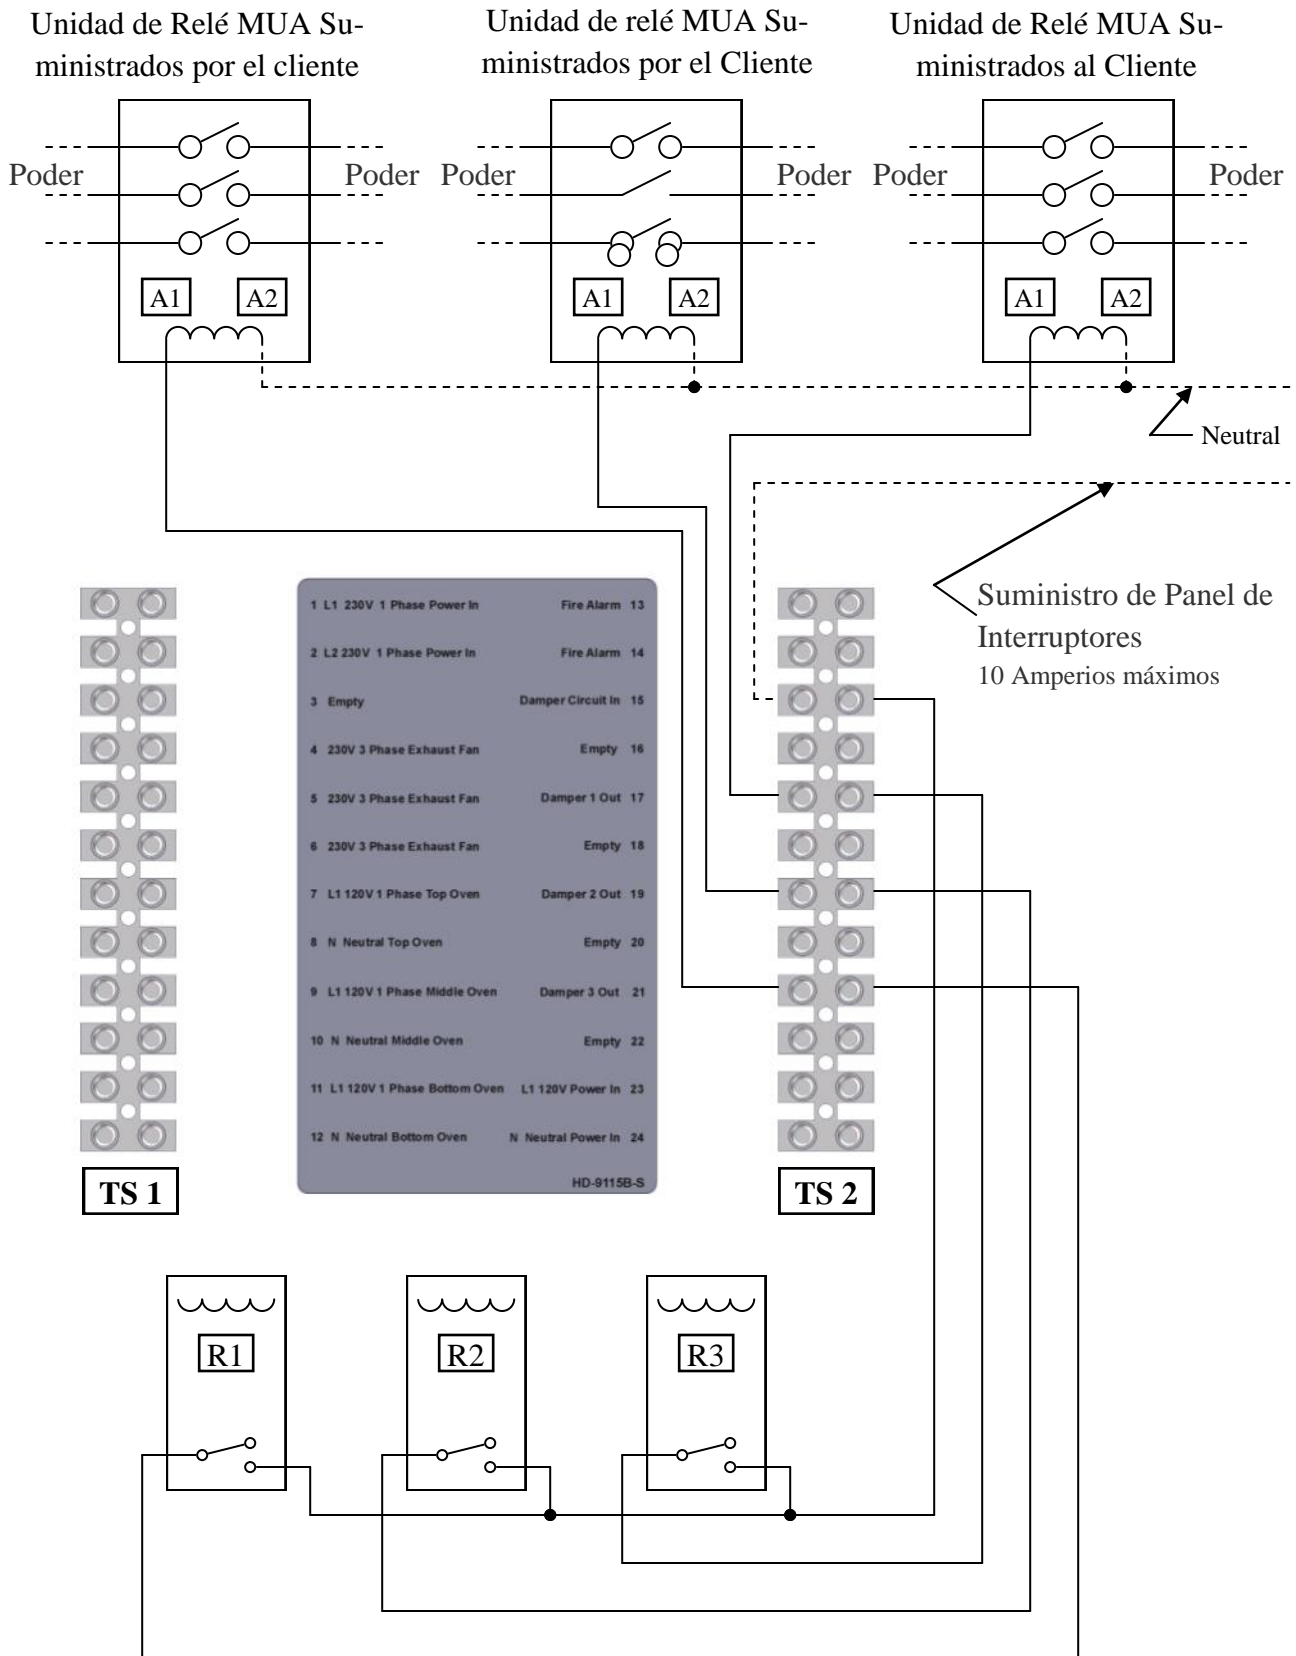 Unidad de Relé MUA Su-
ministrados por el cliente
Unidad de relé MUA Su-
ministrados por el Cliente
Unidad de Relé MUA Su-
ministrados al Cliente
Poder
Poder
Poder
Poder
Poder
Poder
A1
A2
A1
A2
A1
A2
Neutral
Suministro de Panel de
Interruptores
10 Amperios máximos
1 L1 230V 1 Phase Power In
Fire Alarm 13
2 L2 230V 1 Phase Power In
Fire Alarm 14
3 Empty
Damper Circuit In 15
4 230V 3 Phase Exhaust Fan
Empty 16
5 230V 3 Phase Exhaust Fan
Damper 1 Out 17
6 230V 3 Phase Exhaust Fan
Empty 18
7 L1 120V 1 Phase Top Oven
Damper 2 Out 19
8 N Neutral Top Oven
Empty 20
9 L1 120V 1 Phase Middle Oven
Damper 3 Out 21
10 N Neutral Middle Oven
Empty 22
11 L1 120V 1 Phase Bottom Oven
L1 120V Power In 23
12 N Neutral Bottom Oven
N Neutral Power In 24
HD-9115B-S
TS 1
TS 2
R1
R2
R3